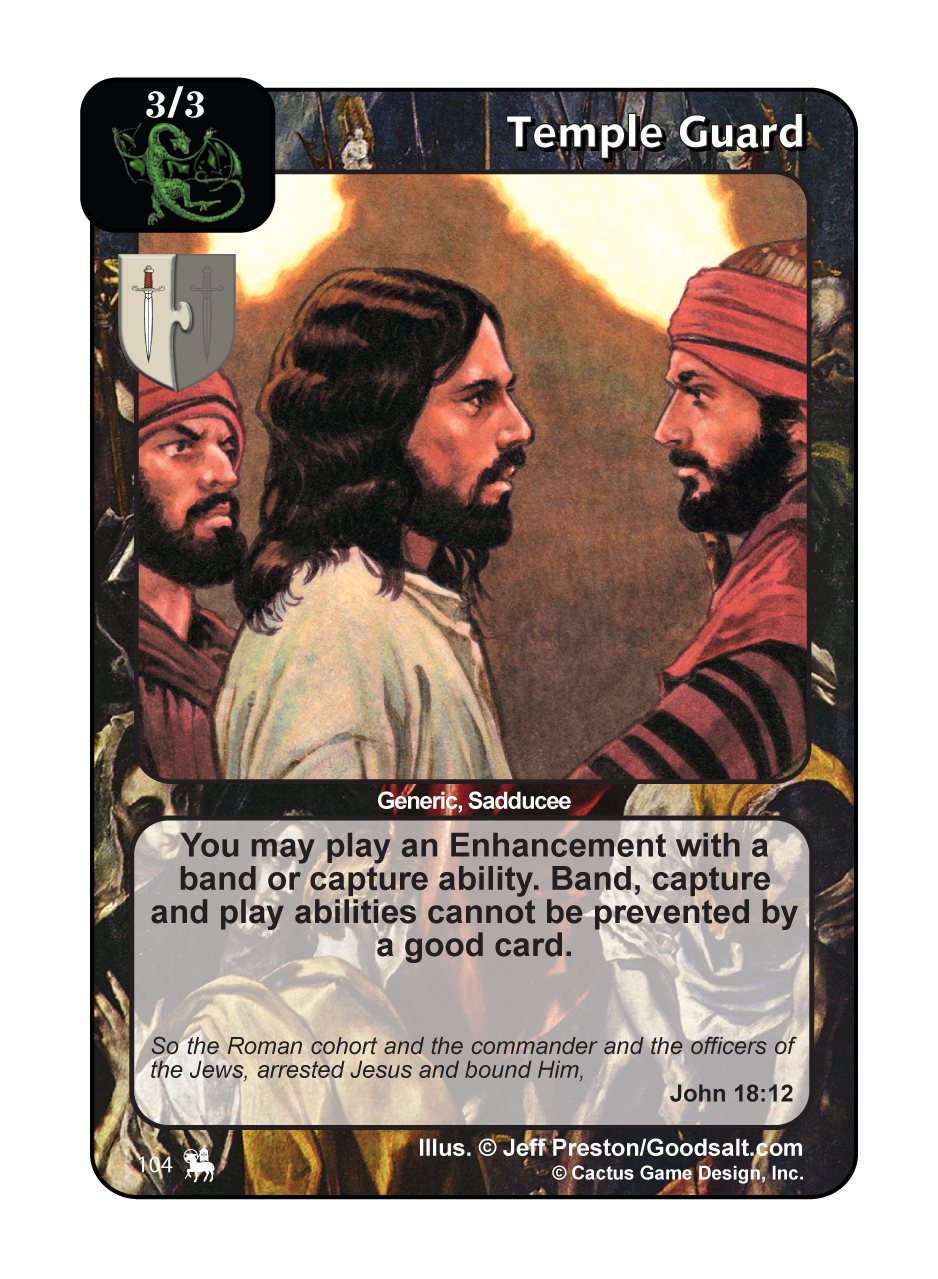 3/3
Temple Guard
Generic, Sadducee
You may play an Enhancement with a
band or capture ability. Band, capture
and play abilities cannot be prevented by
a good card.
So the Roman cohort and the commander and the officers of
the Jews, arrested Jesus and bound Him,
John 18:12
104
Illus. © Jeff Preston/Goodsalt.com
© Cactus Game Design, Inc.